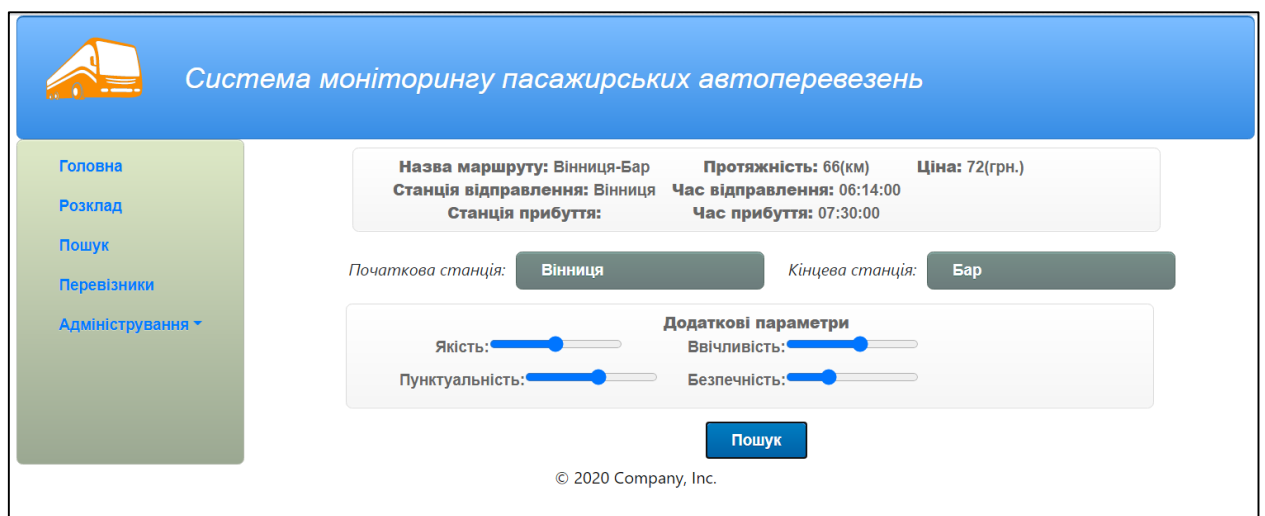 Система моніторингу пасажирських автоперевезень
Головна
Розклад
Пошук
Перевізники
Адміністрування
Назва маршруту: Вінниця-Бар Протяжність: 66(км) Ціна: 72(грн.)
Станція відправлення: Вінниця Час відправлення: 06:14:00
Станція прибуття: Час прибуття: 07:30:00
Початкова станція: Вінниця Кінцева станція: Бар
Додаткові параметри
Якість: Ввічливість:
Пунктуальність: Безпечність:
Пошук
© 2020 Company, Inc.